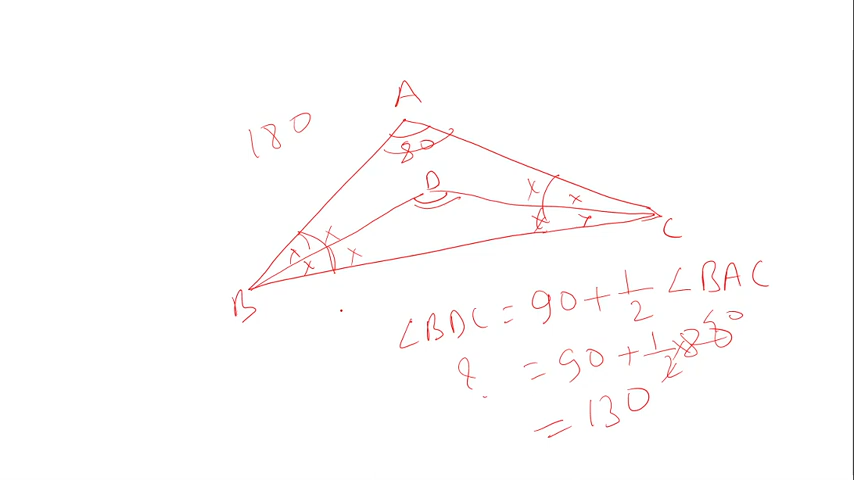 A
180
80
D
x
x
x
x
C
x
x
x
x
B
∠BDC = 90 + 1/2 ∠BAC
= 90 + 1/2 × 80
= 130